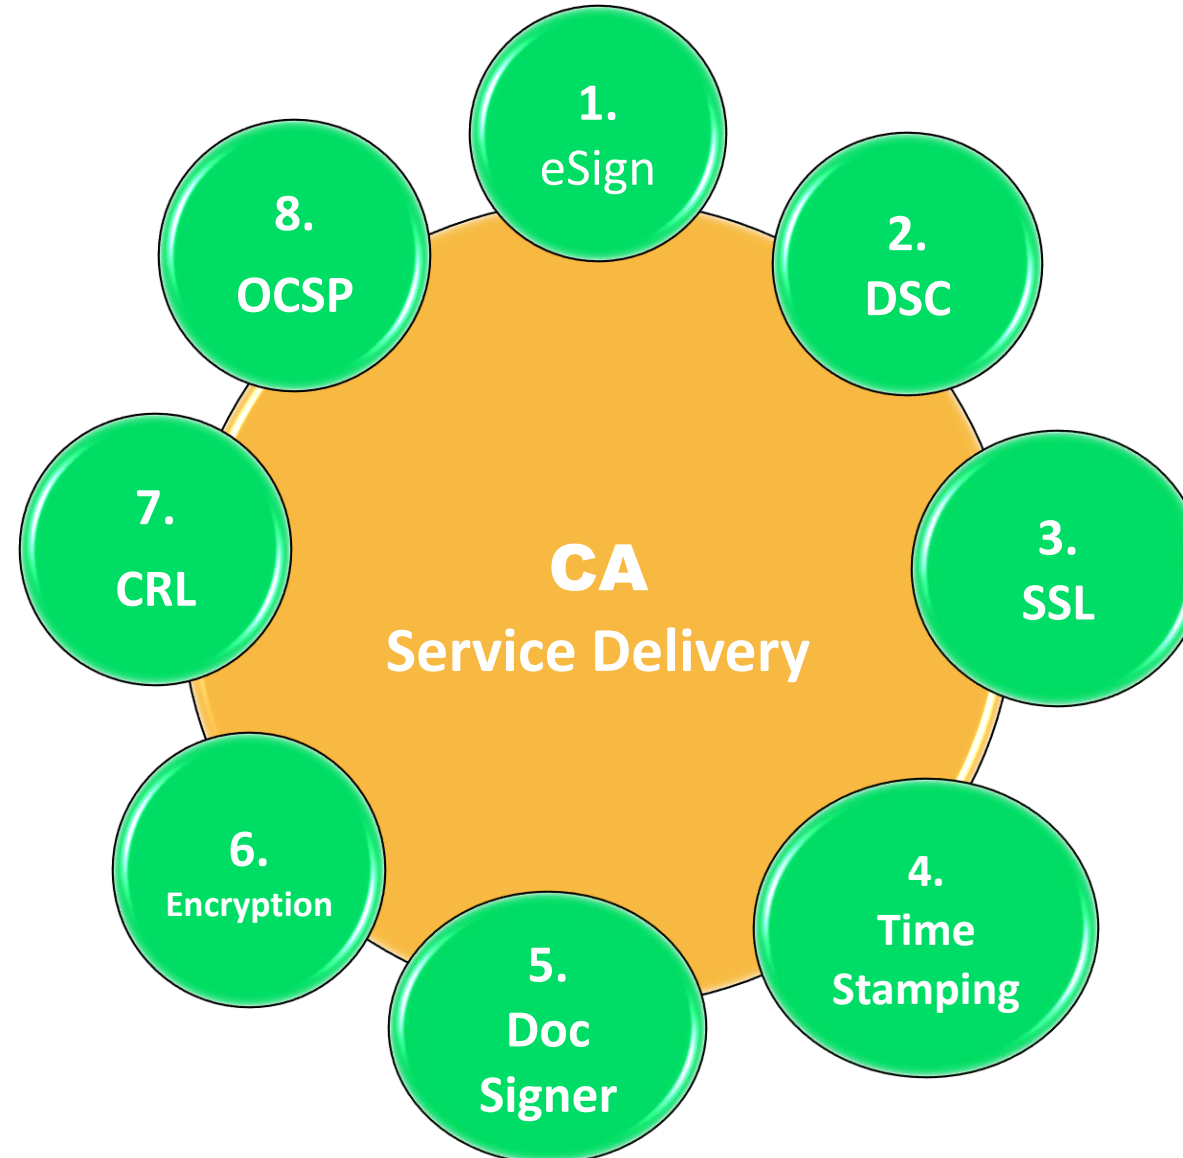 1.
eSign
2.
DSC
3.
SSL
4.
Time
Stamping
5.
Doc
Signer
6.
Encryption
7.
CRL
8.
OCSP
CA
Service Delivery